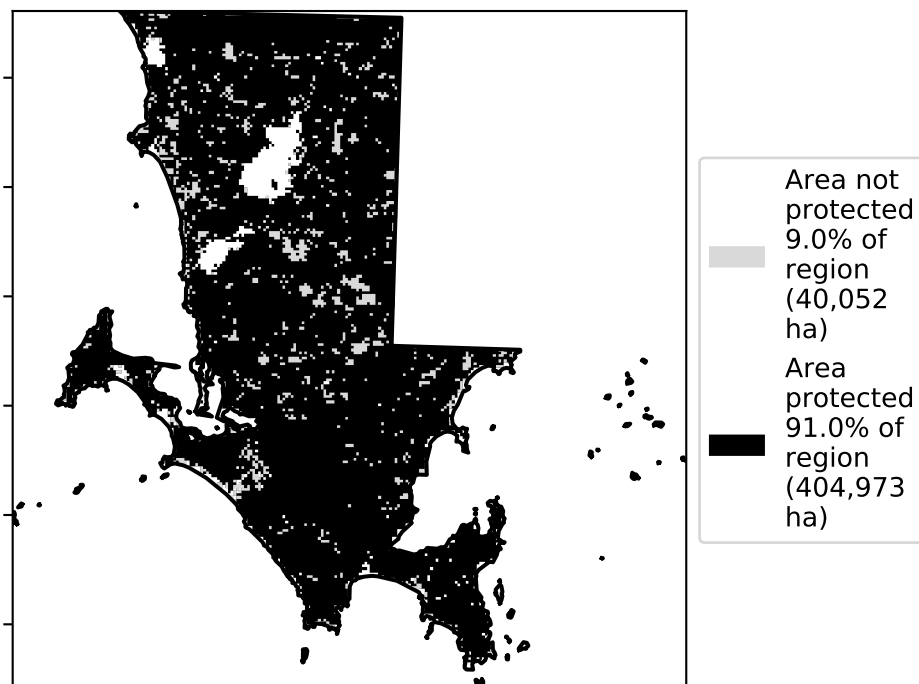 Area not
protected
9.0% of
region
(40,052
ha)
Area
protected
91.0% of
region
(404,973
ha)